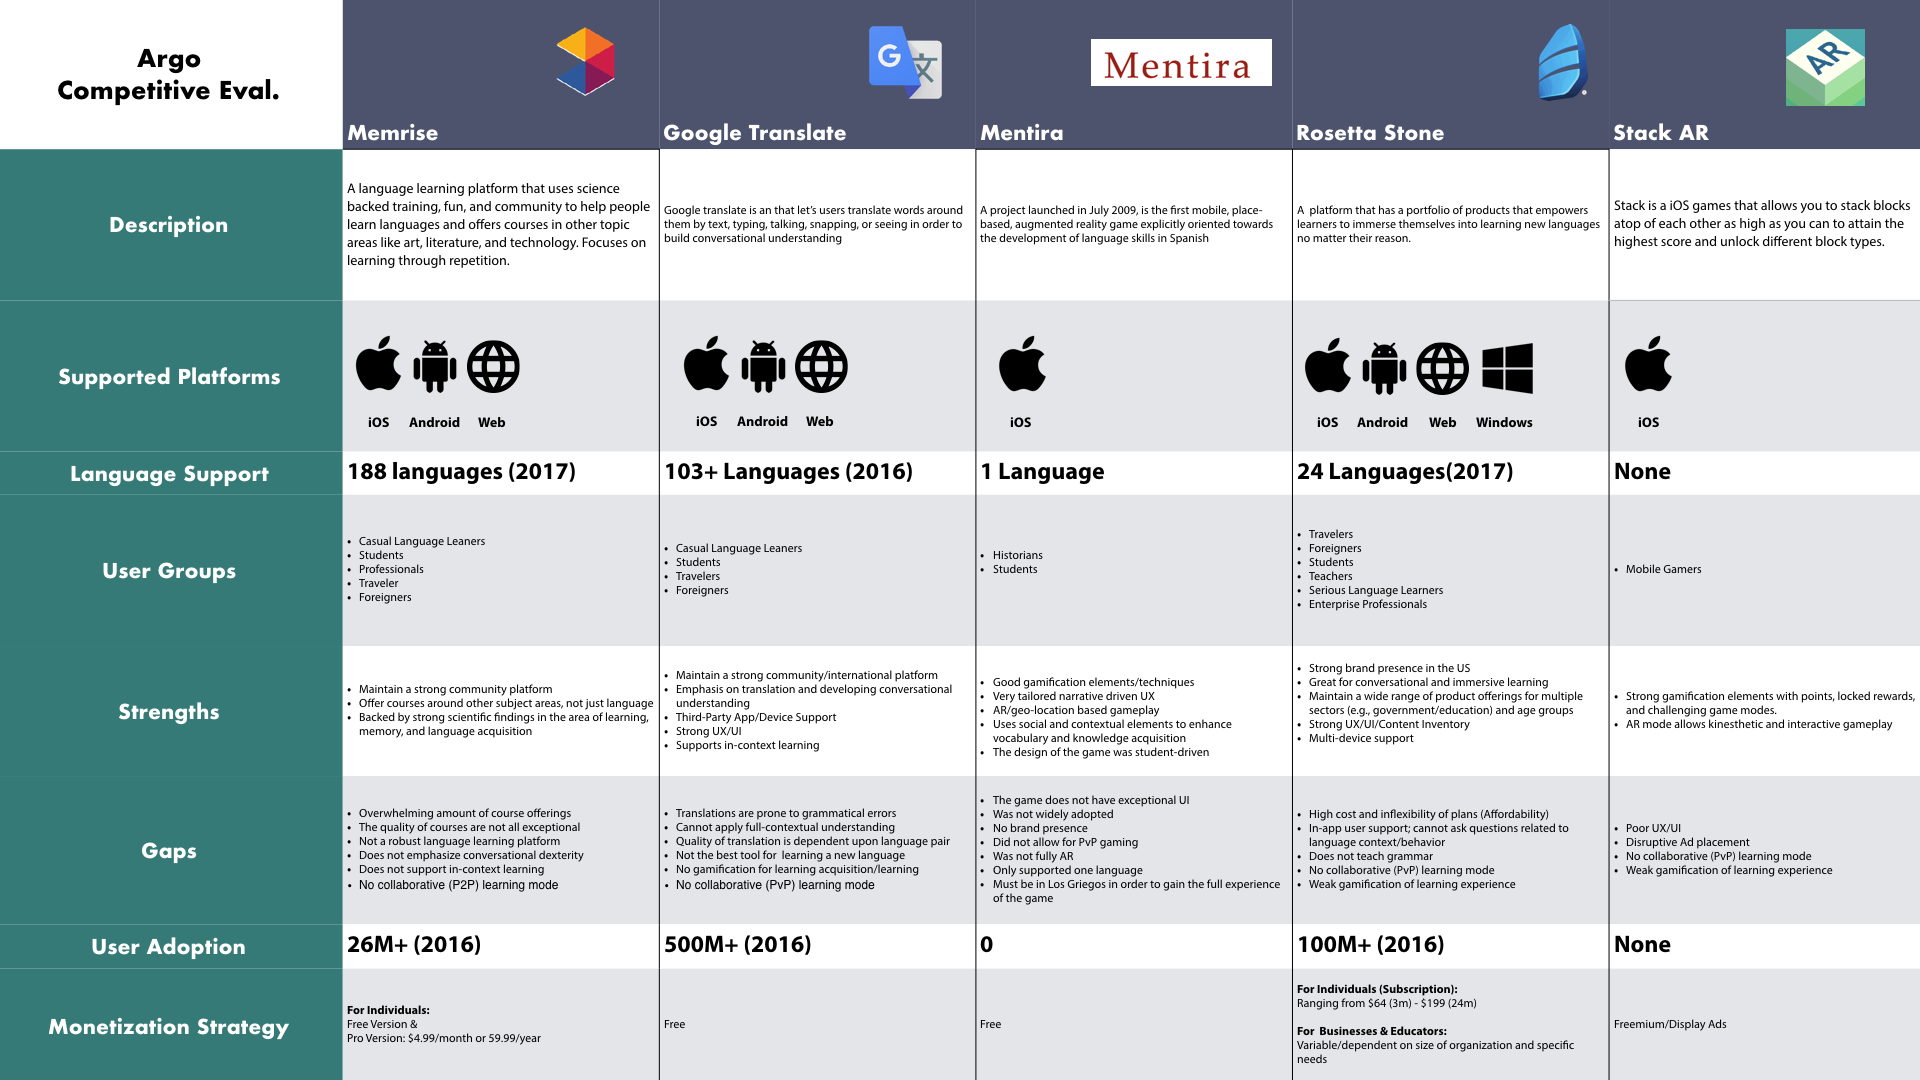 Argo
Competitive Eval.
Memrise
G
文
Google Translate
Mentira
Mentira
Rosetta Stone
AR
Stack AR
Description
A language learning platform that uses science
backed training, fun, and community to help people
learn languages and offers courses in other topic
areas like art, literature, and technology. Focuses on
learning through repetition.
Google translate is an that let's users translate words around
them by text, typing, talking, snapping, or seeing in order to
build conversational understanding
A project launched in July 2009, is the first mobile, place-
based, augmented reality game explicitly oriented towards
the development of language skills in Spanish
A platform that has a portfolio of products that empowers
learners to immerse themselves into learning new languages
no matter their reason.
Stack is a iOS games that allows you to stack blocks
atop of each other as high as you can to attain the
highest score and unlock different block types.
Supported Platforms
iOS Android Web
iOS Android Web
iOS
iOS Android Web Windows
iOS
Language Support
188 languages (2017)
103+ Languages (2016)
1 Language
24 Languages(2017)
None
User Groups
• Casual Language Leaners
• Students
• Professionals
• Traveler
• Foreigners
• Casual Language Leaners
• Students
• Travelers
• Foreigners
• Historians
• Students
• Travelers
• Foreigners
• Students
• Teachers
• Serious Language Learners
• Enterprise Professionals
• Mobile Gamers
Strengths
• Maintain a strong community platform
• Offer courses around other subject areas, not just language
• Backed by strong scientific findings in the area of learning,
memory, and language acquisition
• Maintain a strong community/international platform
• Emphasis on translation and developing conversational
understanding
• Third-Party App/Device Support
• Strong UX/UI
• Supports in-context learning
• Good gamification elements/techniques
• Very tailored narrative driven UX
• AR/geo-location based gameplay
• Uses social and contextual elements to enhance
vocabulary and knowledge acquisition
• The design of the game was student-driven
• Strong brand presence in the US
• Great for conversational and immersive learning
• Maintain a wide range of product offerings for multiple
sectors (e.g., government/education) and age groups
• Strong UX/UI/Content Inventory
• Multi-device support
• Strong gamification elements with points, locked rewards,
and challenging game modes.
• AR mode allows kinesthetic and interactive gameplay
Gaps
• Overwhelming amount of course offerings
• The quality of courses are not all exceptional
• Not a robust language learning platform
• Does not emphasize conversational dexterity
• Does not support in-context learning
• No collaborative (P2P) learning mode
• Translations are prone to grammatical errors
• Cannot apply full-contextual understanding
• Quality of translation is dependent upon language pair
• Not the best tool for learning a new language
• No gamification for learning acquisition/learning
• No collaborative (PvP) learning mode
• The game does not have exceptional UI
• Was not widely adopted
• No brand presence
• Did not allow for PvP gaming
• Was not fully AR
• Only supported one language
• Must be in Los Griegos in order to gain the full experience
of the game
• High cost and inflexibility of plans (Affordability)
• In-app user support; cannot ask questions related to
language context/behavior
• Does not teach grammar
• No collaborative (PvP) learning mode
• Weak gamification of learning experience
• Poor UX/UI
• Disruptive Ad placement
• No collaborative (PvP) learning mode
• Weak gamification of learning experience
User Adoption
26M+ (2016)
500M+ (2016)
0
100M+ (2016)
None
Monetization Strategy
For Individuals:
Free Version &
Pro Version: $4.99/month or 59.99/year
Free
Free
For Individuals (Subscription):
Ranging from $64 (3m) - $199 (24m)
For Businesses & Educators:
Variable/dependent on size of organization and specific
needs
Freemium/Display Ads